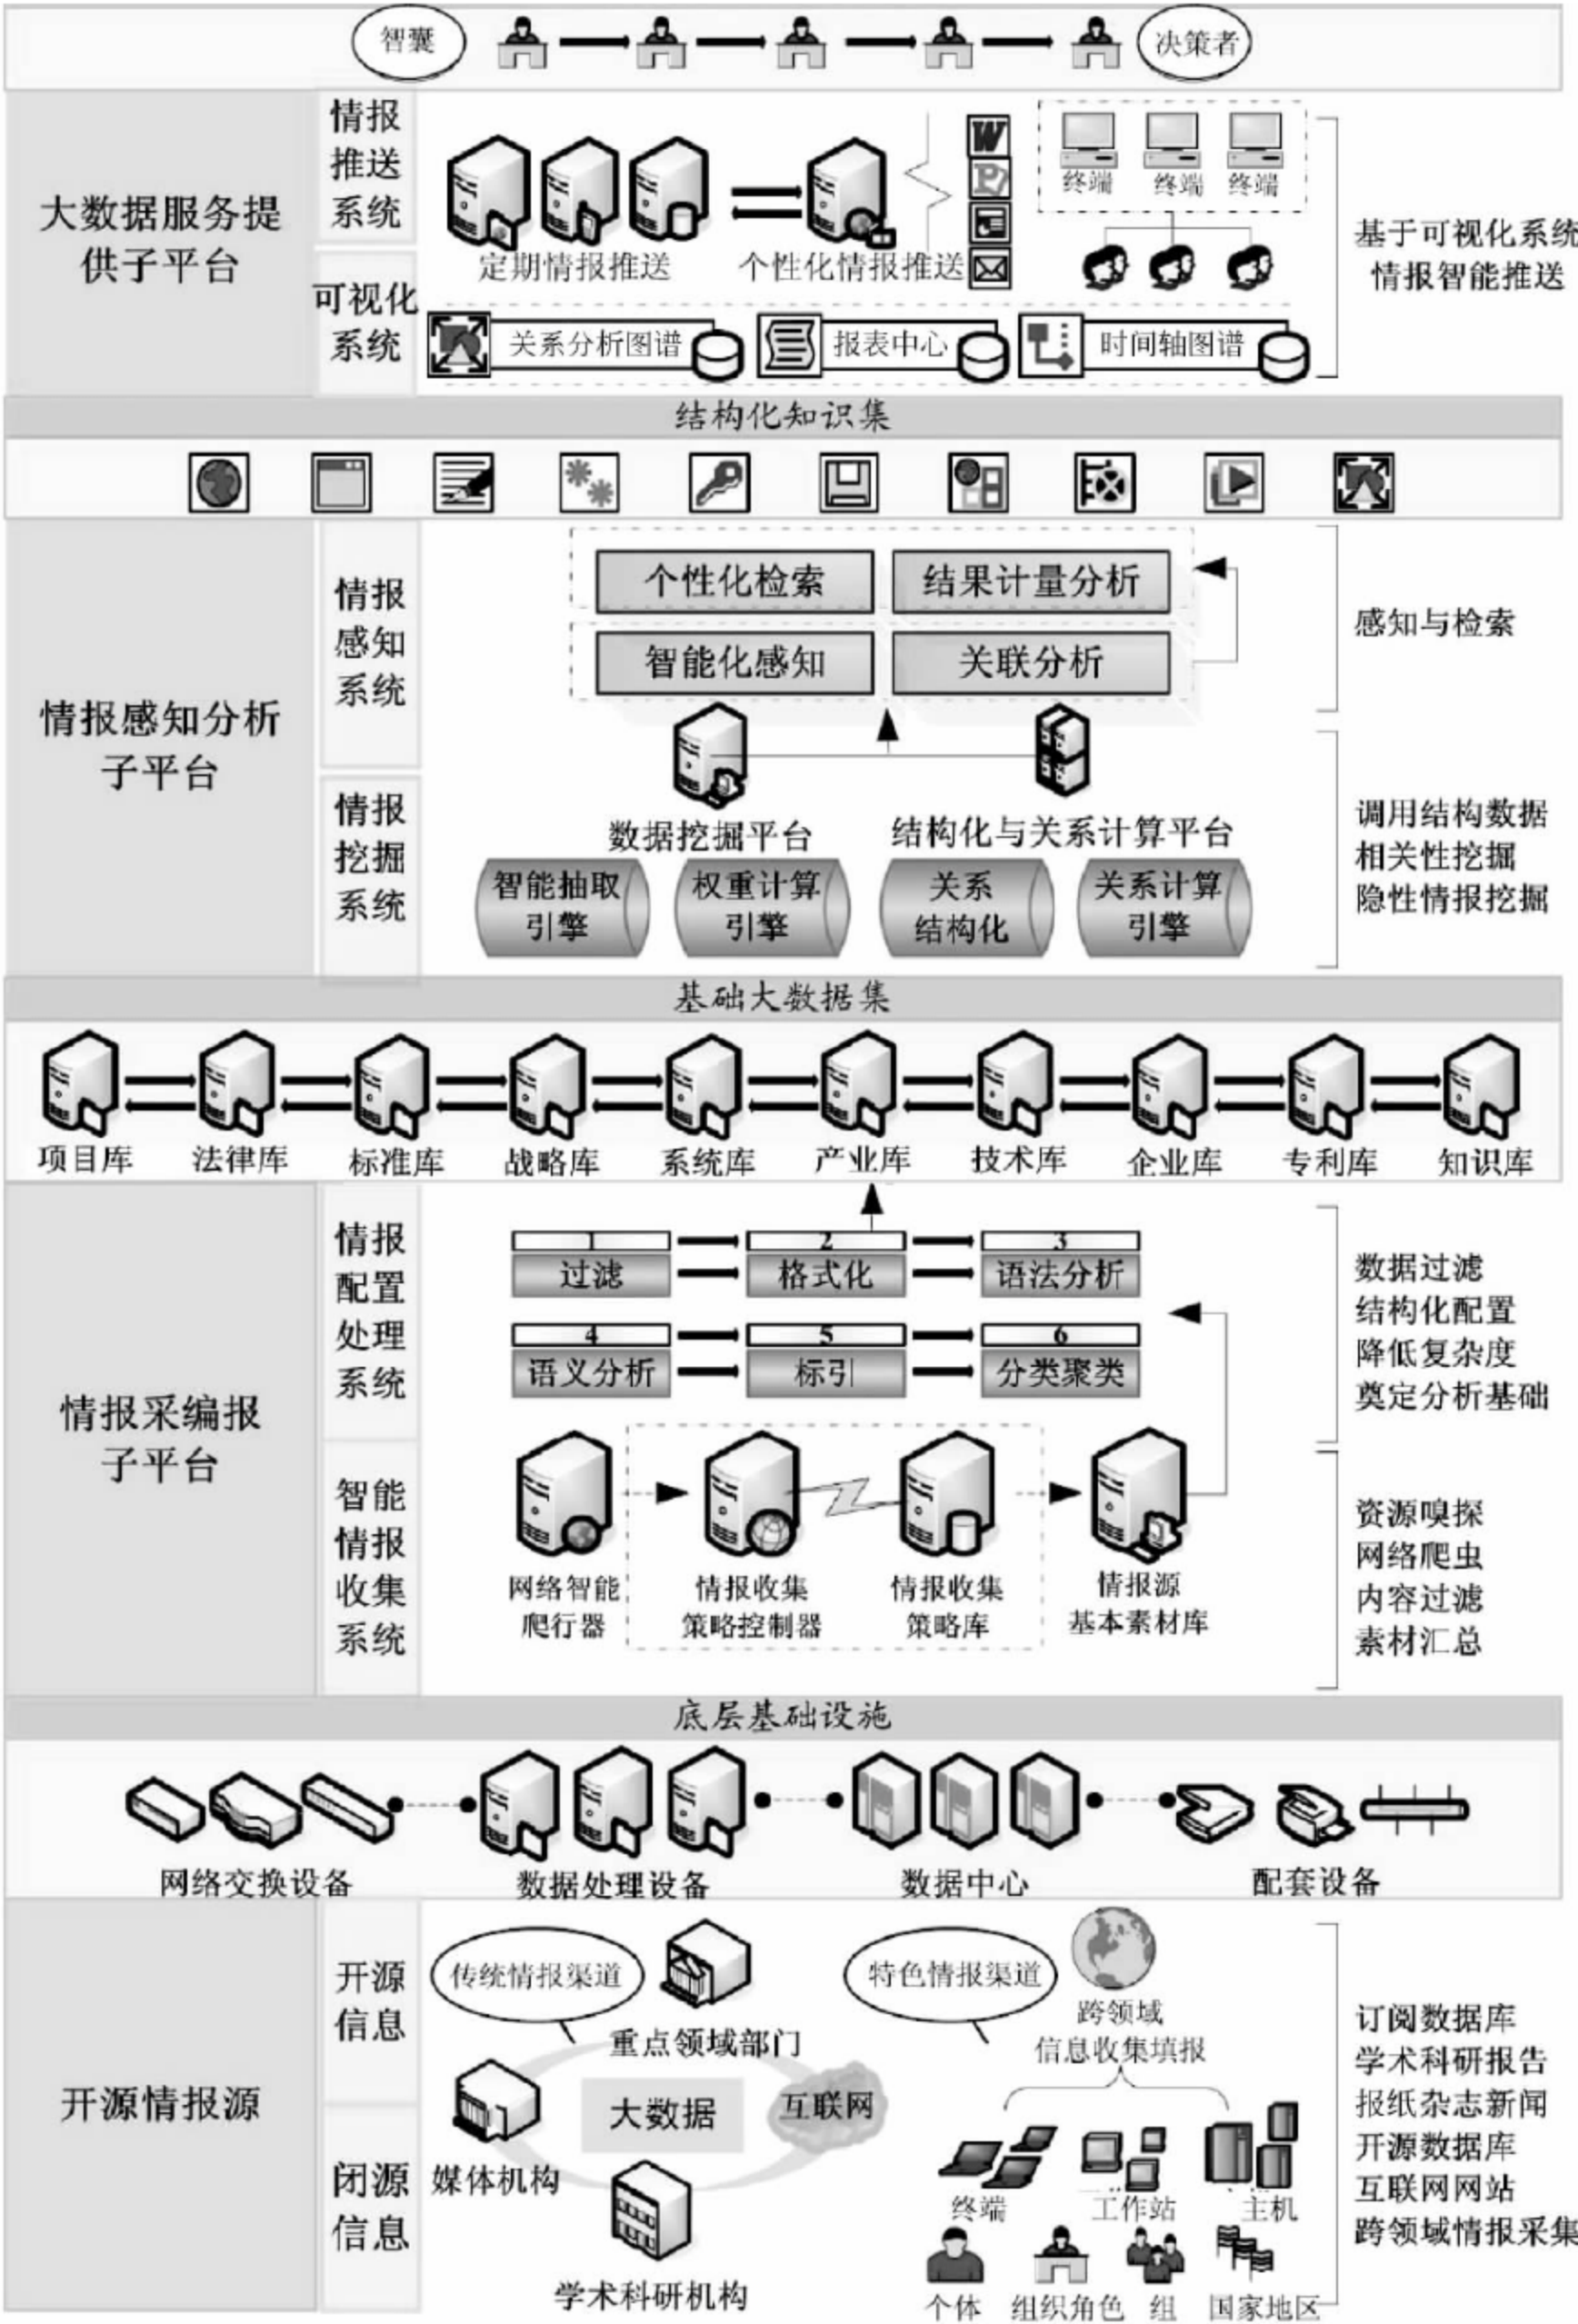 智囊
决策者
大数据服务提
供子平台
情报
推送
系统
定期情报推送
个性化情报推送
W
P
终端
终端
终端
基于可视化系统
情报智能推送
可视化
系统
关系分析图谱
报表中心
时间轴图谱
结构化知识集
情报感知分析
子平台
情报
感知
系统
个性化检索
结果计量分析
智能化感知
关联分析
感知与检索
情报
挖掘
系统
数据挖掘平台
结构化与关系计算平台
智能抽取
引擎
权重计算
引擎
关系
结构化
关系计算
引擎
调用结构数据
相关性挖掘
隐性情报挖掘
基础大数据集
项目库
法律库
标准库
战略库
系统库
产业库
技术库
企业库
专利库
知识库
情报采编报
子平台
情报
配置
处理
系统
1
过滤
2
格式化
3
语法分析
4
语义分析
5
标引
6
分类聚类
数据过滤
结构化配置
降低复杂度
奠定分析基础
智能
情报
收集
系统
网络智能
爬行器
情报收集
策略控制器
情报收集
策略库
情报源
基本素材库
资源嗅探
网络爬虫
内容过滤
素材汇总
底层基础设施
网络交换设备
数据处理设备
数据中心
配套设备
开源情报源
开源
信息
闭源
信息
传统情报渠道
重点领域部门
大数据
互联网
媒体机构
学术科研机构
特色情报渠道
跨领域
信息收集填报
终端
工作站
主机
个体
组织角色
组
国家地区
订阅数据库
学术科研报告
报纸杂志新闻
开源数据库
互联网网站
跨领域情报采集